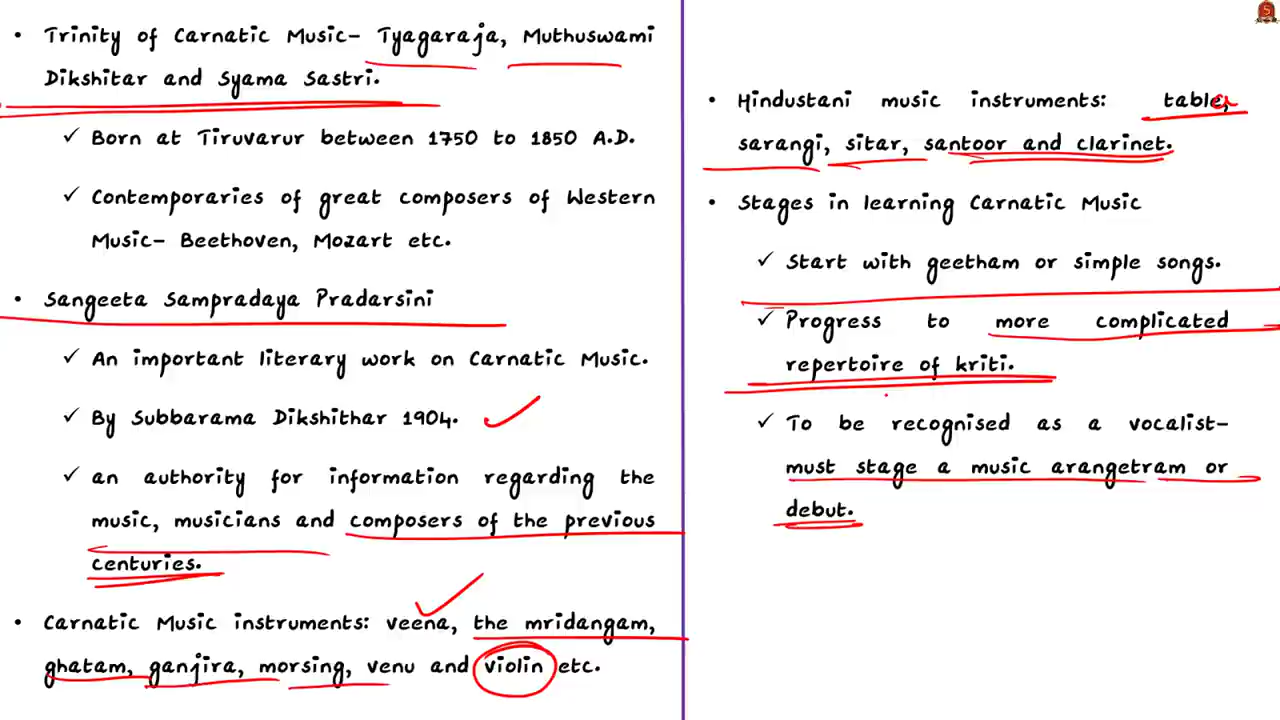 • Trinity of Carnatic Music- Tyagaraja, Muthuswami
Dikshitar and Syama Sastri.
✓ Born at Tiruvarur between 1750 to 1850 A.D.
✓ Contemporaries of great composers of Western
Music- Beethoven, Mozart etc.
• Sangeeta Sampradaya Pradarsini
✓ An important literary work on Carnatic Music.
✓ By Subbarama Dikshithar 1904.
✓ an authority for information regarding the
music, musicians and composers of the previous
centuries.
• Carnatic Music instruments: veena, the mridangam,
ghatam, ganjira, morsing, venu and violin etc.
• Hindustani music instruments: tabla,
sarangi, sitar, santoor and clarinet.
• Stages in learning Carnatic Music
✓ Start with geetham or simple songs.
✓ Progress to more complicated
repertoire of kriti.
✓ To be recognised as a vocalist-
must stage a music arangetram or
debut.